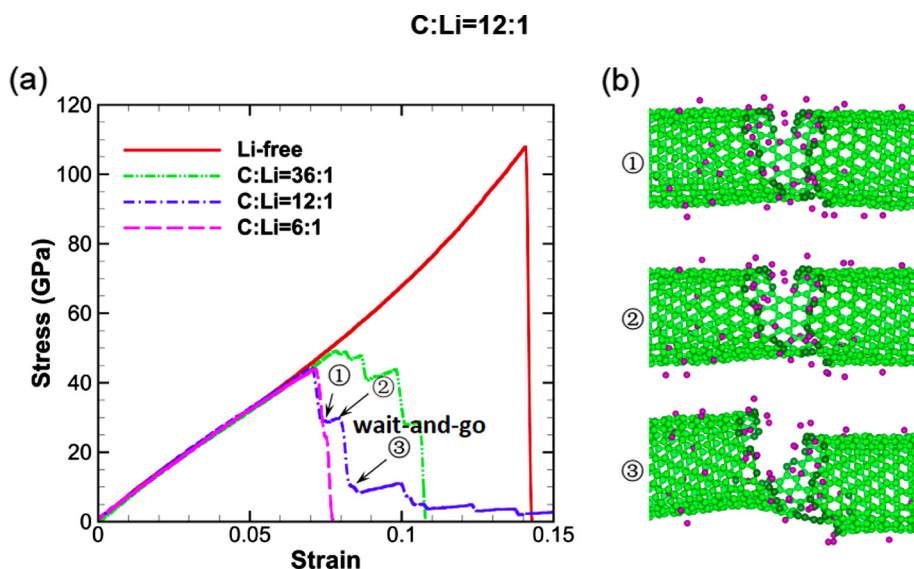 C:Li=12:1
(a)
(b)
120
100
80
60
40
20
0
Stress (GPa)
Li-free
C:Li=36:1
C:Li=12:1
C:Li=6:1
①
②
wait-and-go
③
0
0.05
0.1
0.15
Strain
①
②
③